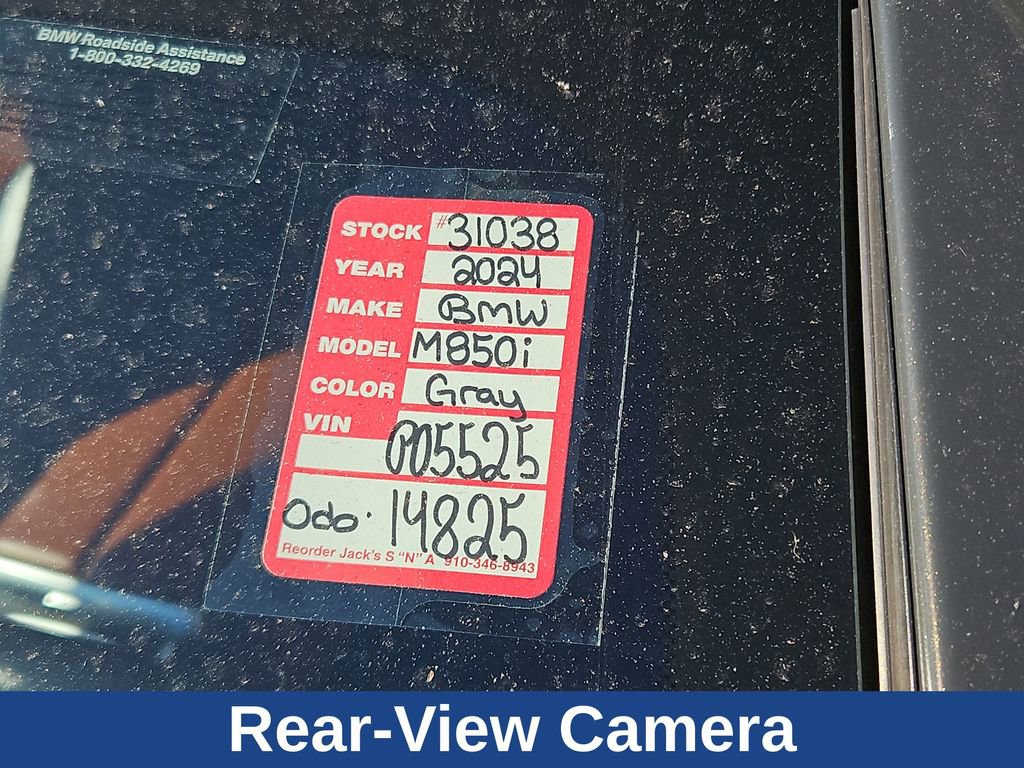 BMW Roadside Assistance
1-800-332-4269
STOCK #31038
YEAR 2024
MAKE BMW
MODEL M850i
COLOR Gray
VIN
P05525
Odo. 14825
Reorder Jack's S "N" A 910-346-8943
Rear-View Camera